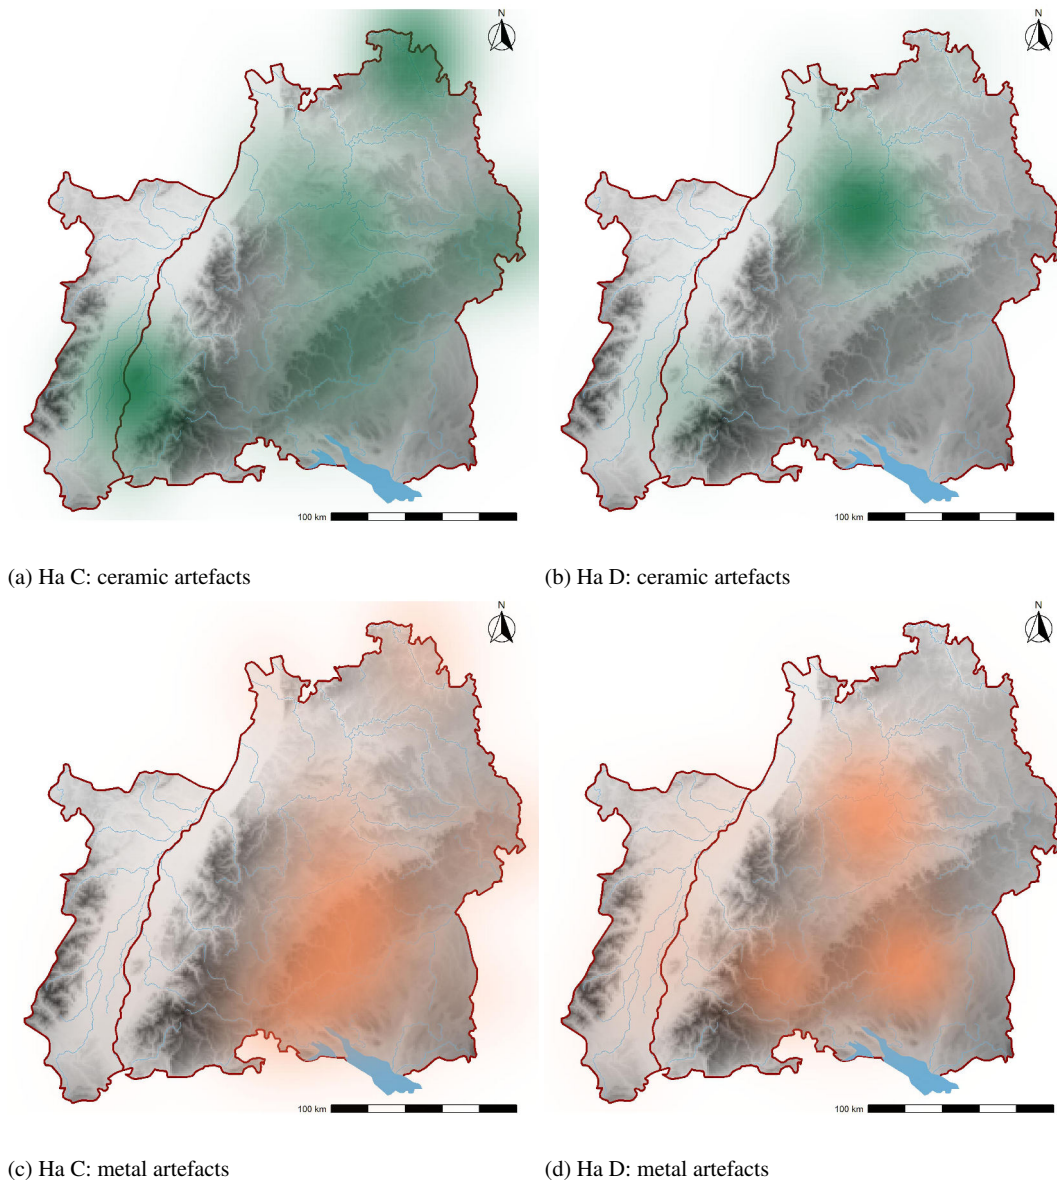 N
N
100 km
100 km
(a) Ha C: ceramic artefacts
(b) Ha D: ceramic artefacts
N
N
100 km
100 km
(c) Ha C: metal artefacts
(d) Ha D: metal artefacts